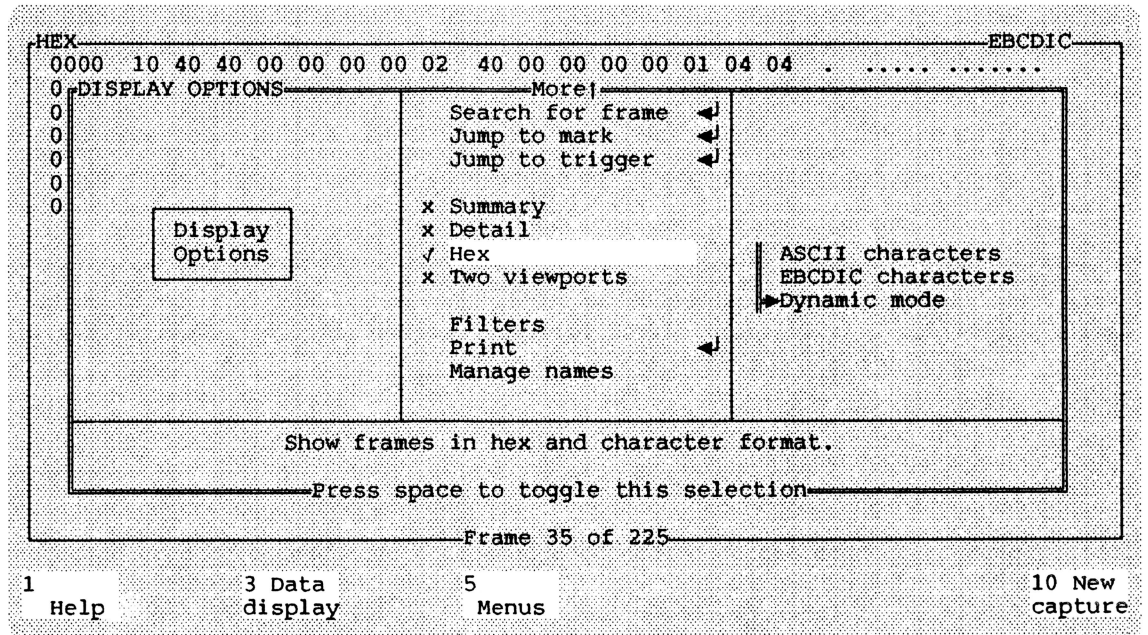 HEX EBCDIC
0000 10 40 40 00 00 00 00 00 02 40 00 00 00 00 01 04 04 . ..... .......
0 DISPLAY OPTIONS More↑
0 Search for frame ◄┘
0 Jump to mark ◄┘
0 Jump to trigger ◄┘
0
0 x Summary
Display x Detail
Options √ Hex ASCII characters
x Two viewports EBCDIC characters
►Dynamic mode
Filters
Print ◄┘
Manage names
Show frames in hex and character format.
Press space to toggle this selection
Frame 35 of 225
1 3 Data 5 10 New
Help display Menus capture